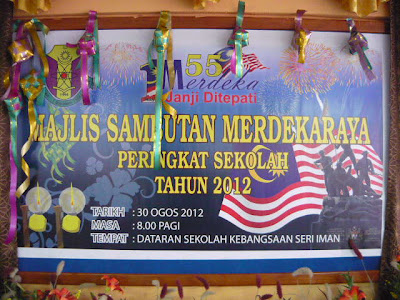 55
Merdeka
Janji Ditepati
MAJLIS SAMBUTAN MERDEKARAYA
PERINGKAT SEKOLAH
TAHUN 2012
TARIKH : 30 OGOS 2012
MASA : 8.00 PAGI
TEMPAT : DATARAN SEKOLAH KEBANGSAAN SERI IMAN